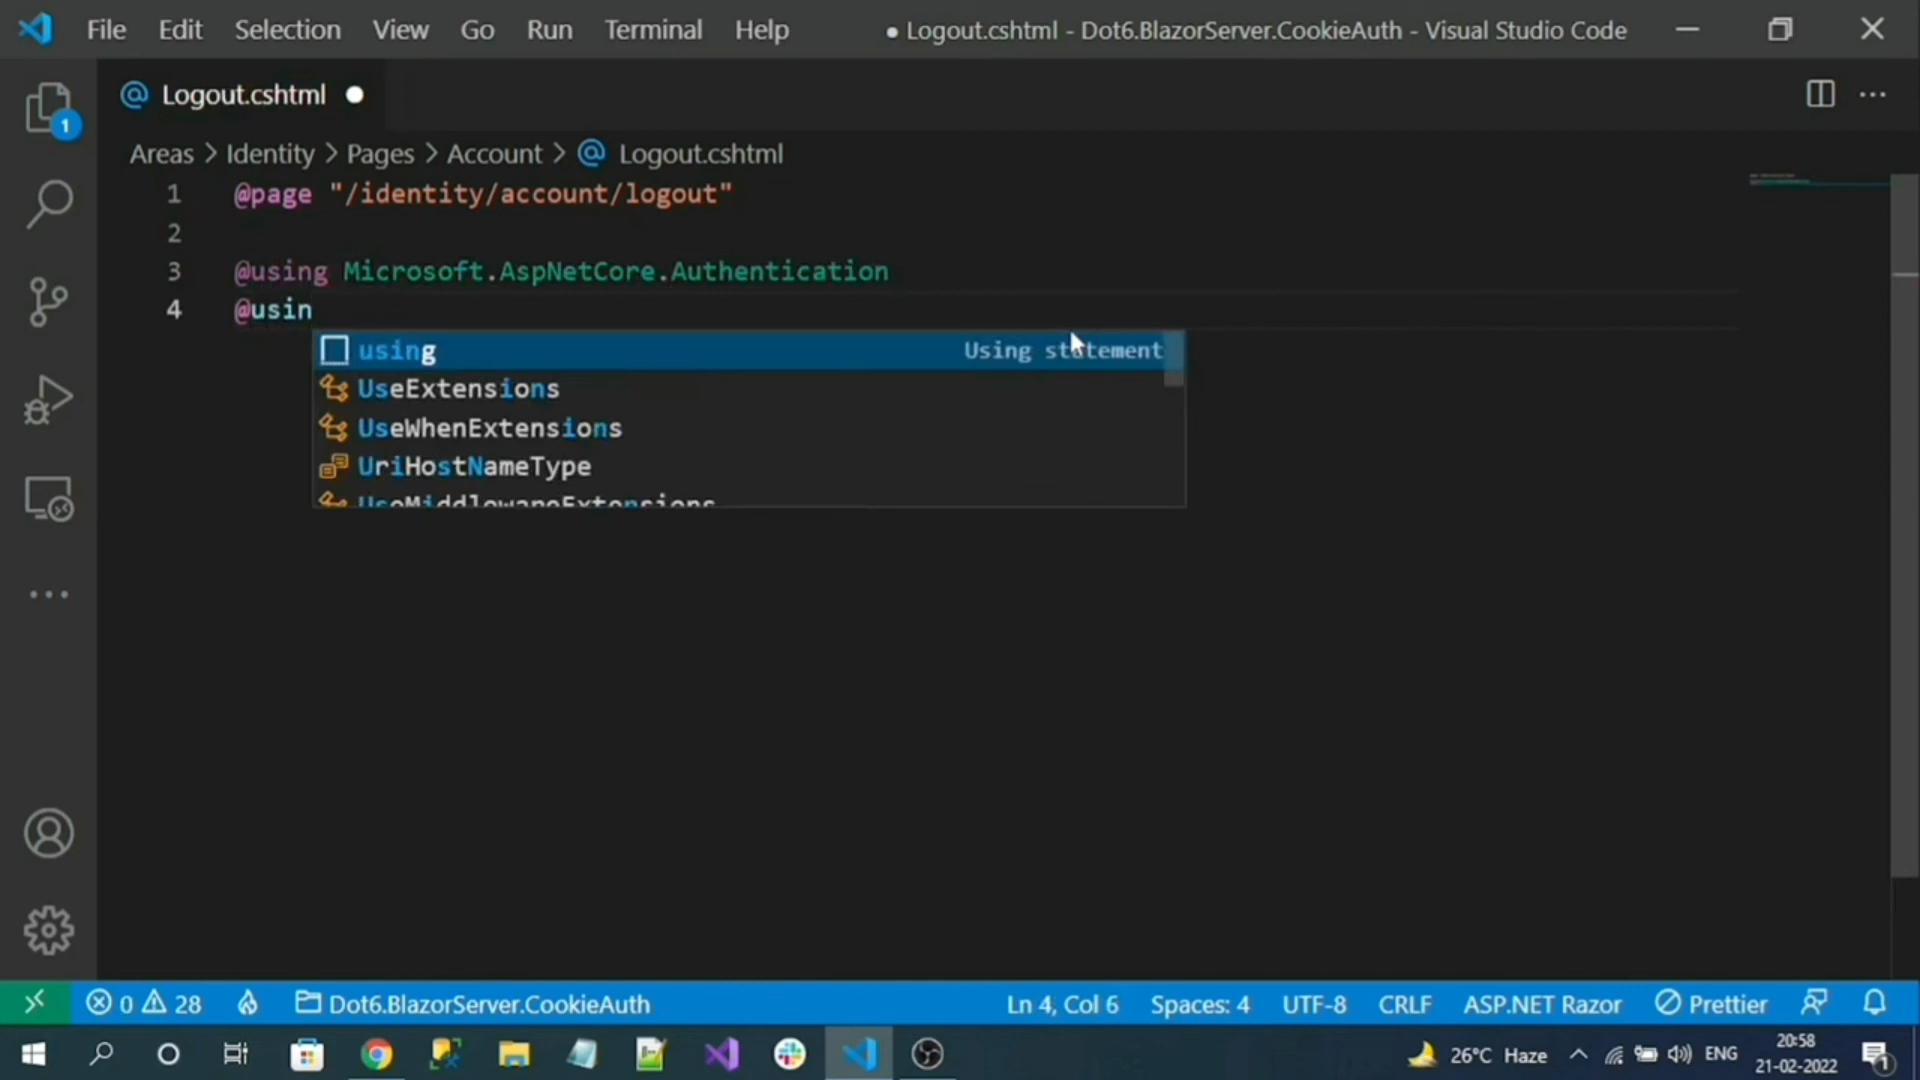 File Edit Selection View Go Run Terminal Help ● Logout.cshtml - Dot6.BlazorServer.CookieAuth - Visual Studio Code
@ Logout.cshtml ●
1
Areas > Identity > Pages > Account > @ Logout.cshtml
1 @page "/identity/account/logout"
2
3 @using Microsoft.AspNetCore.Authentication
4 @usin
using Using statement
UseExtensions
UseWhenExtensions
UriHostNameType
UseMiddlewareExtensions
0 28 Dot6.BlazorServer.CookieAuth Ln 4, Col 6 Spaces: 4 UTF-8 CRLF ASP.NET Razor Prettier
26°C Haze ENG 20:58 1
21-02-2022